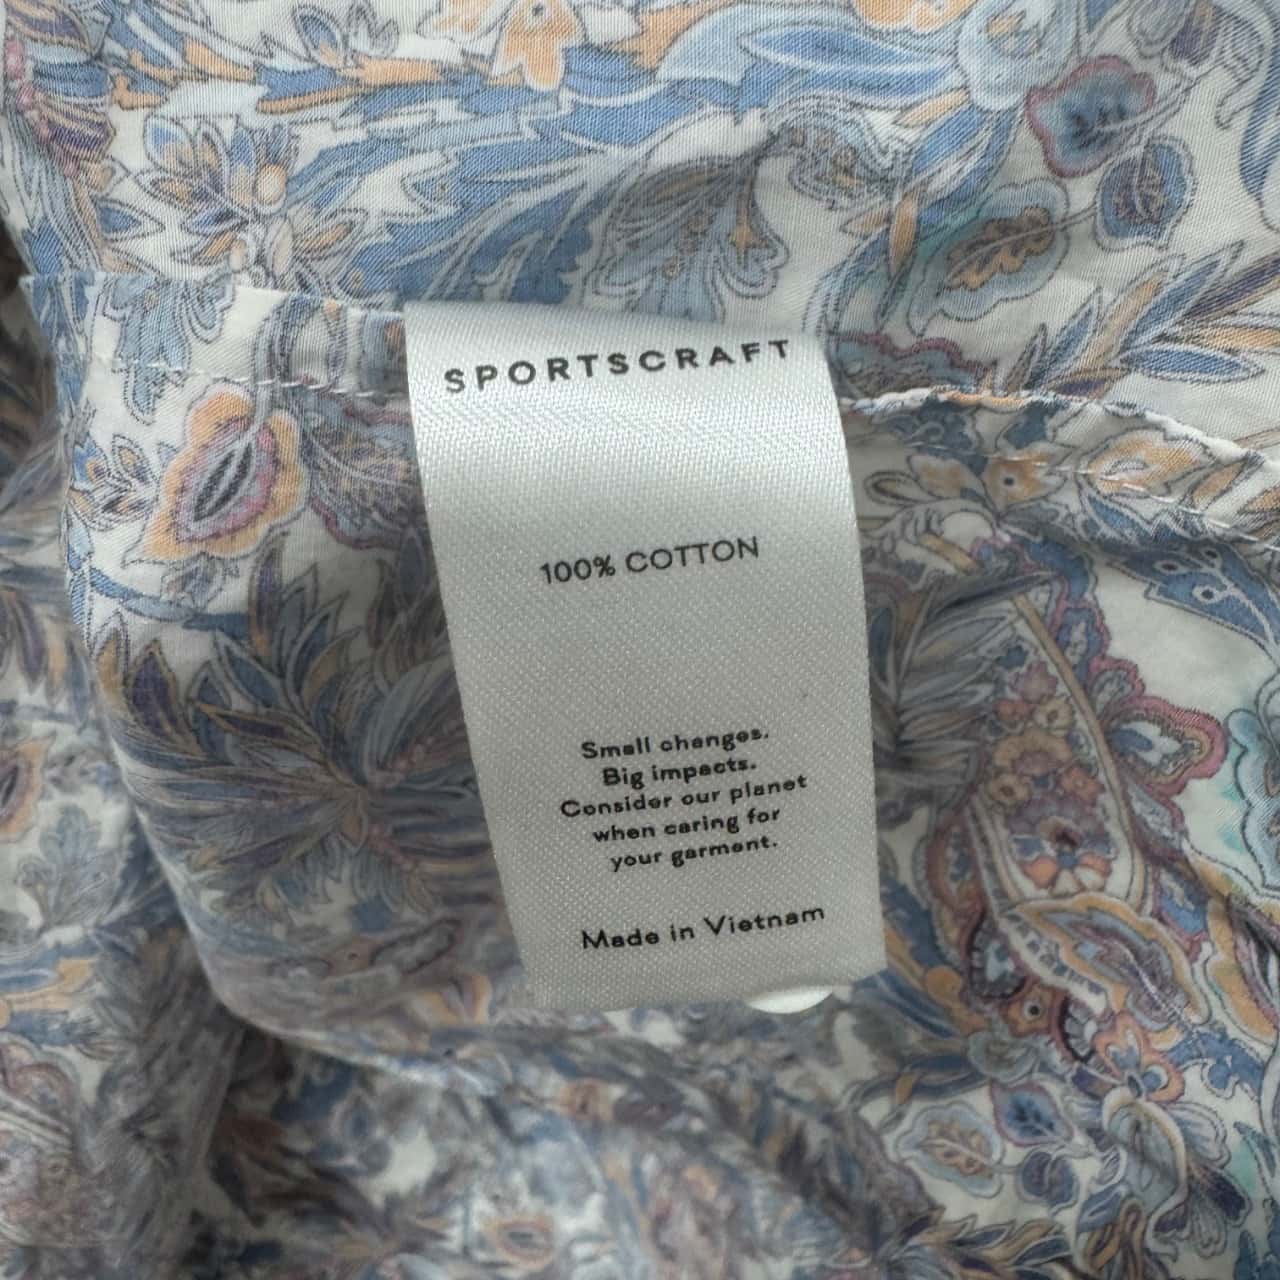 SPORTSCRAFT
100% COTTON
Small changes.
Big impacts.
Consider our planet
when caring for
your garment.
Made in Vietnam